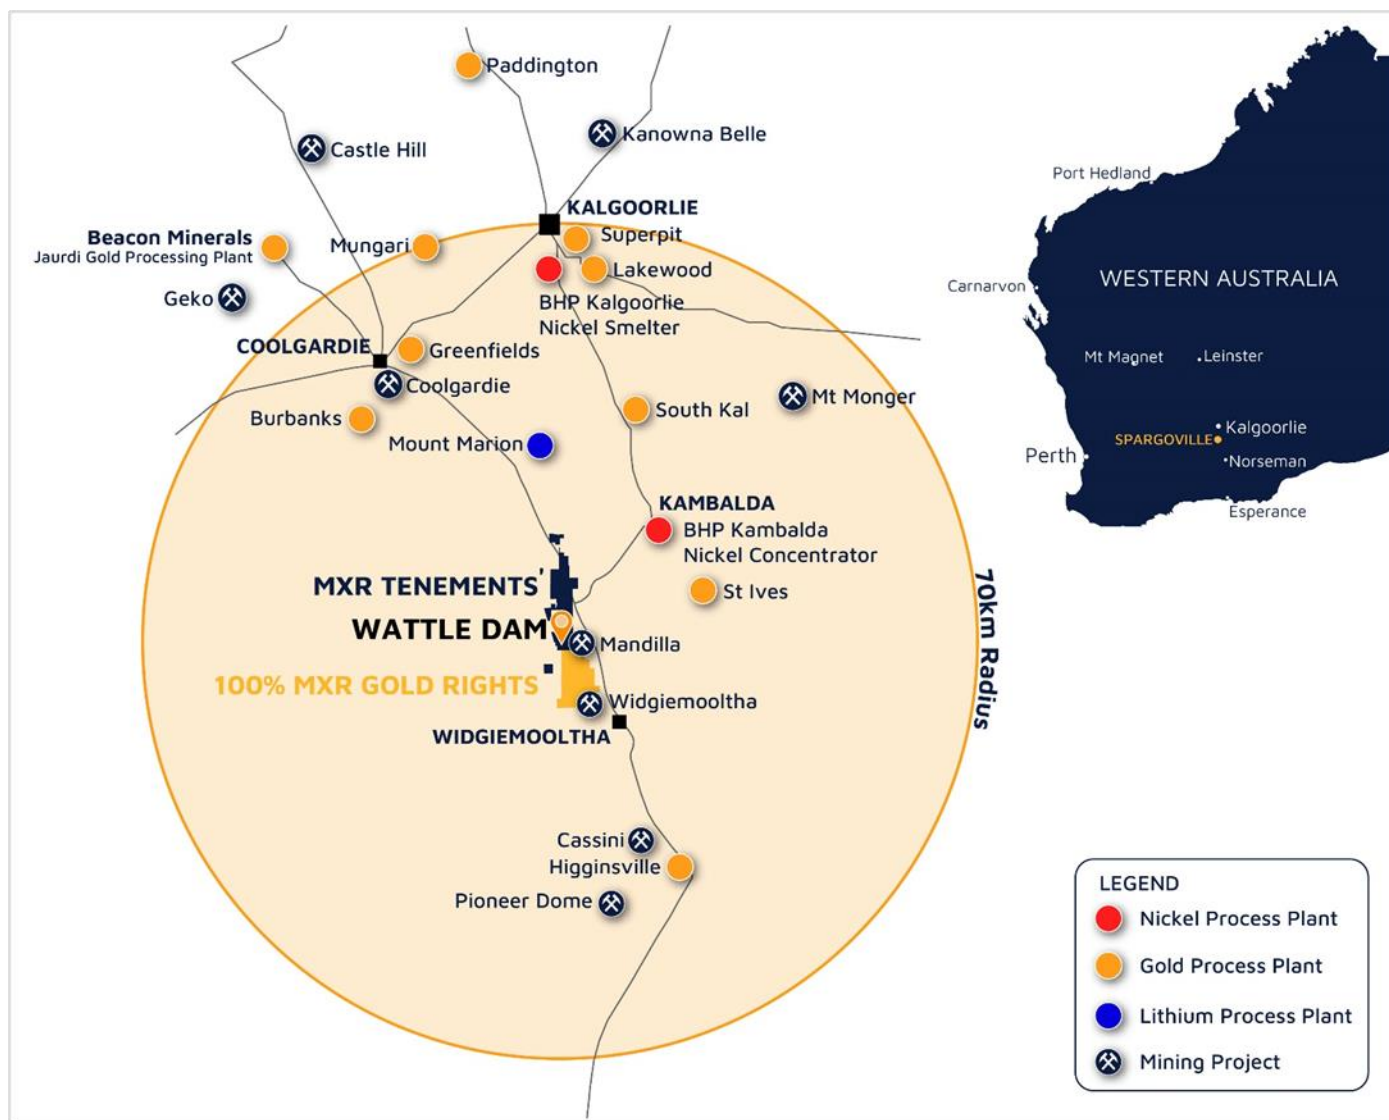 Paddington
Kanowna Belle
Castle Hill
KALGOORLIE
Superpit
Beacon Minerals
Jaurdi Gold Processing Plant
Mungari
Lakewood
Geko
BHP Kalgoorlie
Nickel Smelter
COOLGARDIE
Greenfields
Coolgardie
Mt Monger
Burbanks
South Kal
Mount Marion
KAMBALDA
BHP Kambalda
Nickel Concentrator
MXR TENEMENTS'
St Ives
WATTLE DAM
Mandilla
100% MXR GOLD RIGHTS
Widgiemooltha
WIDGIEMOOLTHA
70km Radius
Cassini
Higginsville
Pioneer Dome
Port Hedland
WESTERN AUSTRALIA
Carnarvon
Mt Magnet
Leinster
Kalgoorlie
SPARGOVILLE
Perth
Norseman
Esperance
LEGEND
Nickel Process Plant
Gold Process Plant
Lithium Process Plant
Mining Project